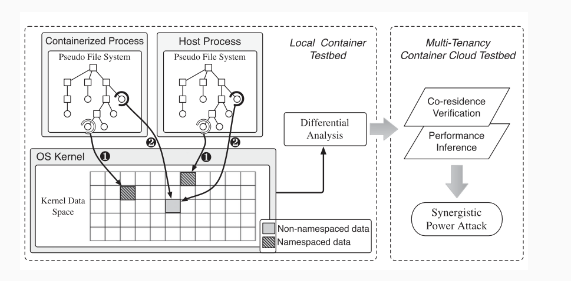 Containerized Process
Pseudo File System
Host Process
Pseudo File System
Local Container
Testbed
Multi-Tenancy
Container Cloud Testbed
Co-residence
Verification
Performance
Inference
Differential
Analysis
❶
❷
❶
❷
OS Kernel
Kernel Data
Space
Non-namespaced data
Namespaced data
Synergistic
Power Attack